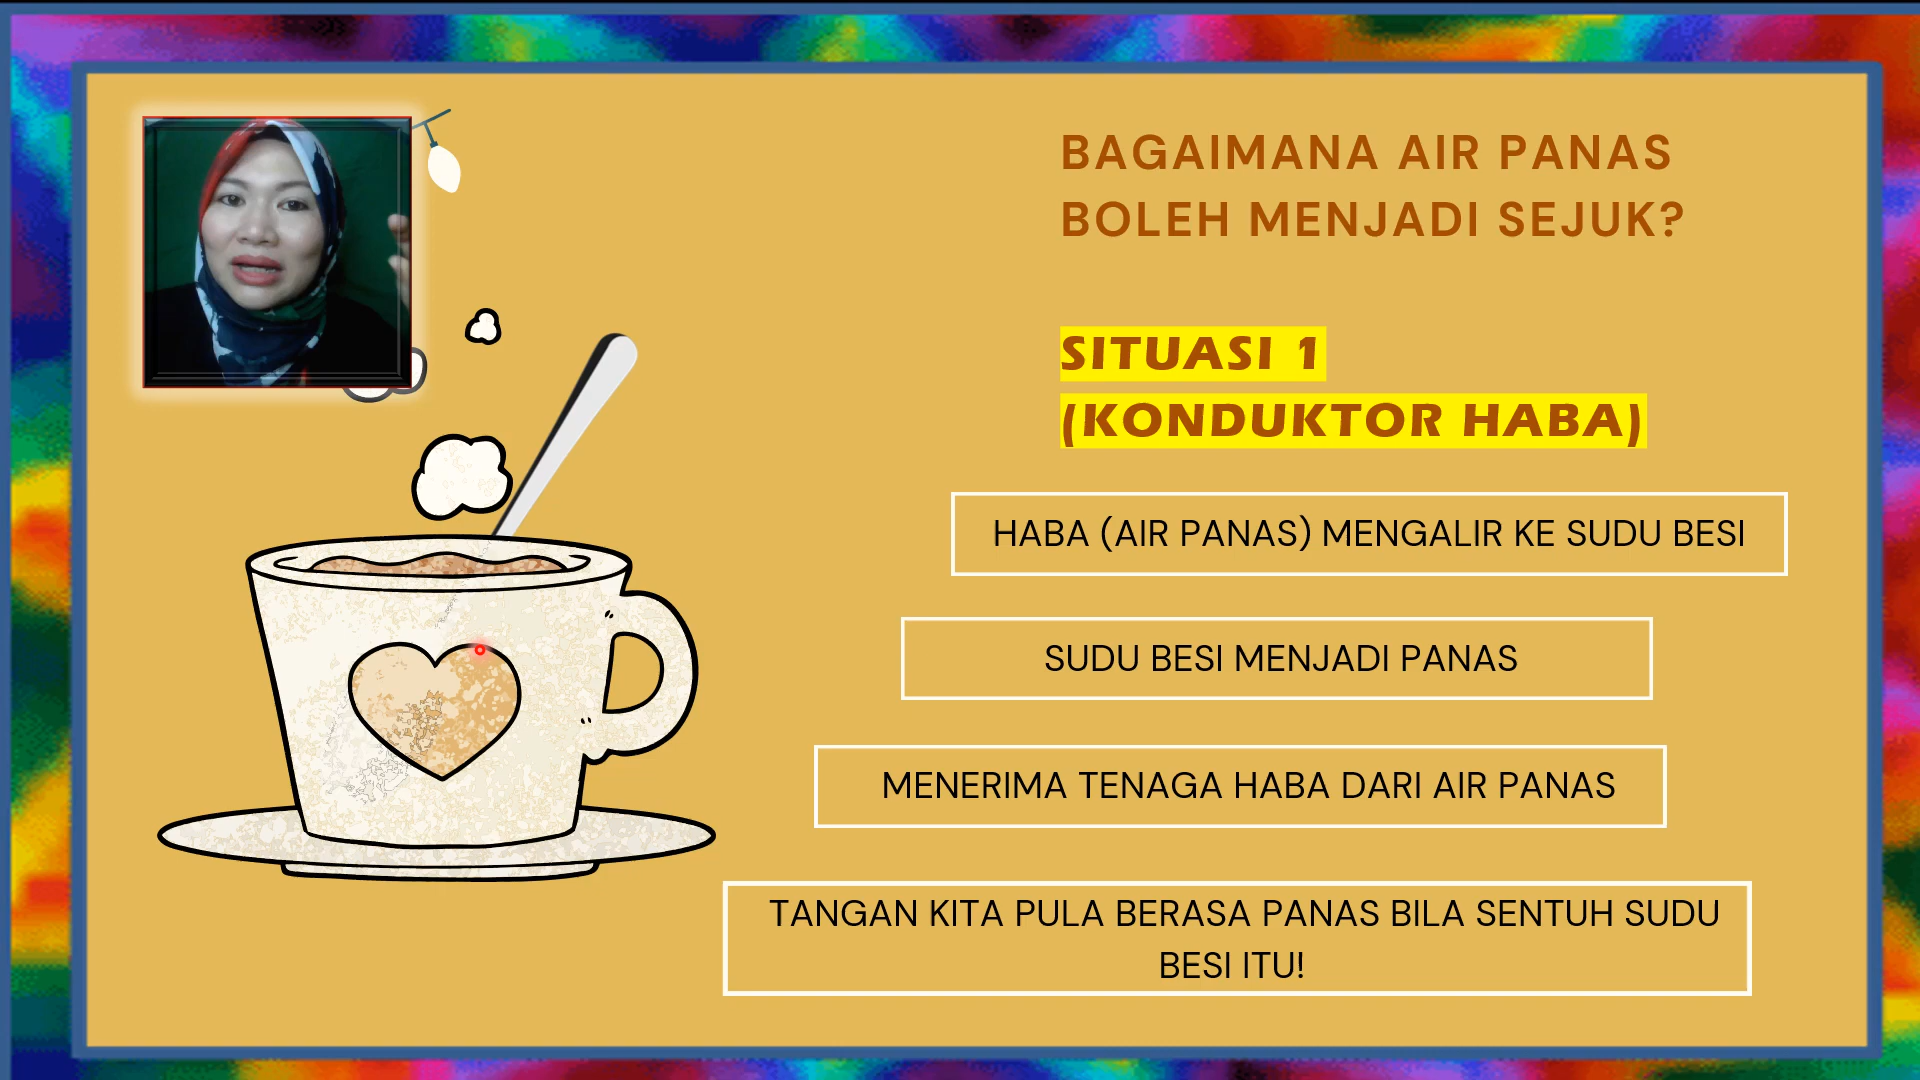 BAGAIMANA AIR PANAS
BOLEH MENJADI SEJUK?
SITUASI 1
(KONDUKTOR HABA)
HABA (AIR PANAS) MENGALIR KE SUDU BESI
SUDU BESI MENJADI PANAS
MENERIMA TENAGA HABA DARI AIR PANAS
TANGAN KITA PULA BERASA PANAS BILA SENTUH SUDU
BESI ITU!